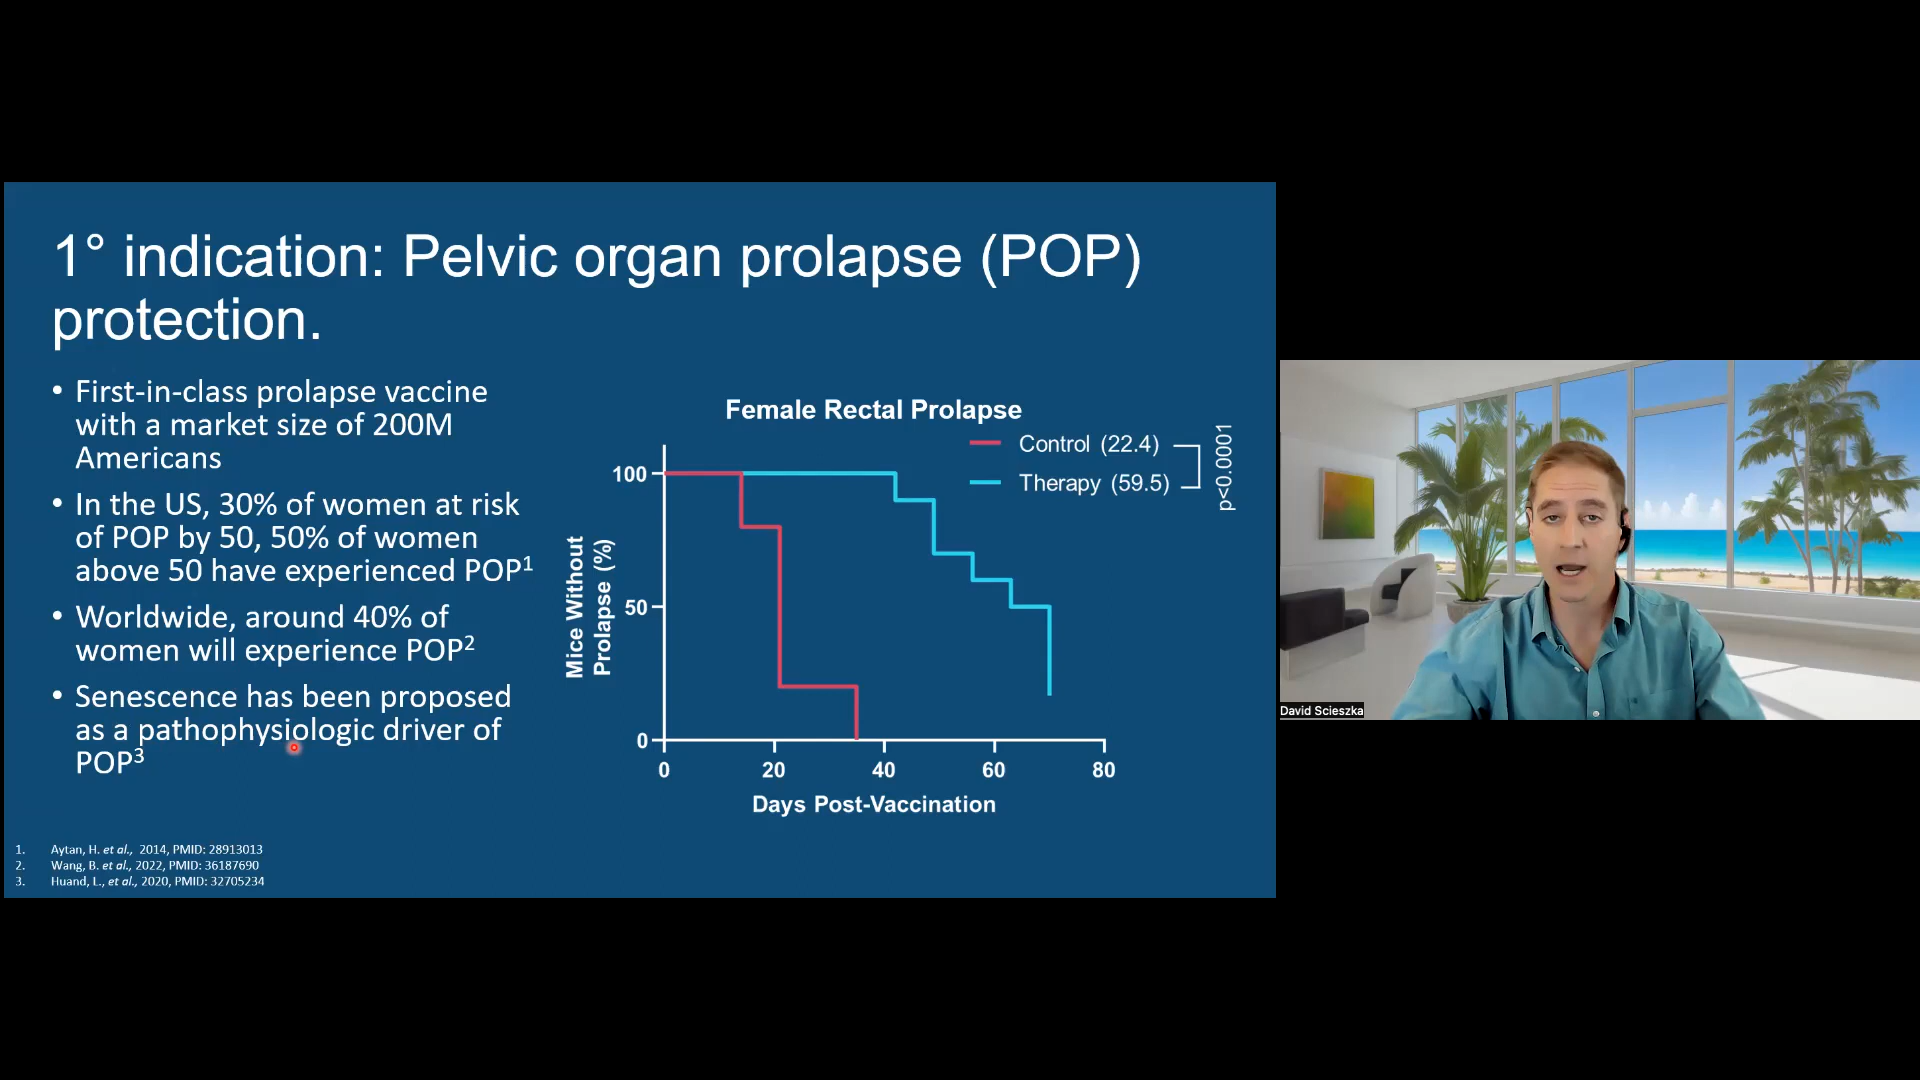 1° indication: Pelvic organ prolapse (POP)
protection.
• First-in-class prolapse vaccine
with a market size of 200M
Americans
• In the US, 30% of women at risk
of POP by 50, 50% of women
above 50 have experienced POP1
• Worldwide, around 40% of
women will experience POP2
• Senescence has been proposed
as a pathophysiologic driver of
POP3
Female Rectal Prolapse
Control (22.4)
Therapy (59.5)
p<0.0001
Mice Without
Prolapse (%)
100
50
0
0 20 40 60 80
Days Post-Vaccination
1. Aytan, H. et al., 2014, PMID: 28913013
2. Wang, B. et al., 2022, PMID: 36187690
3. Huand, L., et al., 2020, PMID: 32705234
David Scieszka